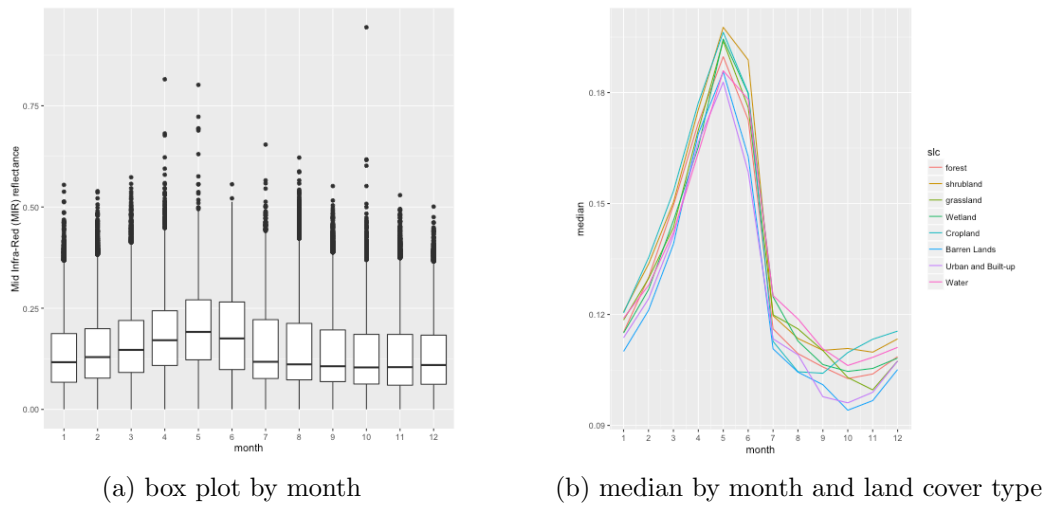 Mid Infra-Red (MIR) reflectance
0.75
0.50
0.25
0.00
1 2 3 4 5 6 7 8 9 10 11 12
month
(a) box plot by month
median
0.18
0.15
0.12
0.09
1 2 3 4 5 6 7 8 9 10 11 12
month
slc
forest
shrubland
grassland
Wetland
Cropland
Barren Lands
Urban and Built-up
Water
(b) median by month and land cover type